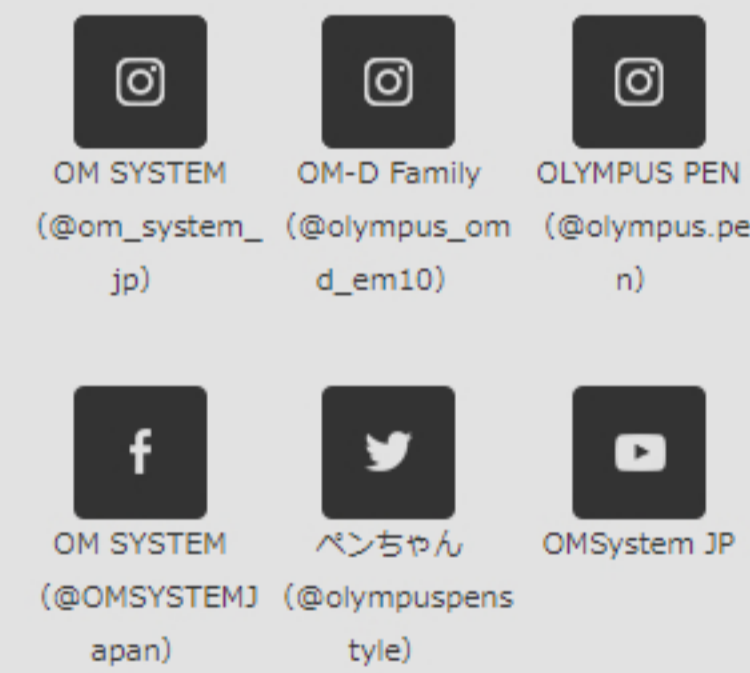 OM SYSTEM
（@om_system_
jp）
OM-D Family
（@olympus_om
d_em10）
OLYMPUS PEN
（@olympus.pe
n）
OM SYSTEM
（@OMSYSTEMJ
apan）
ペンちゃん
（@olympuspens
tyle）
OMSystem JP